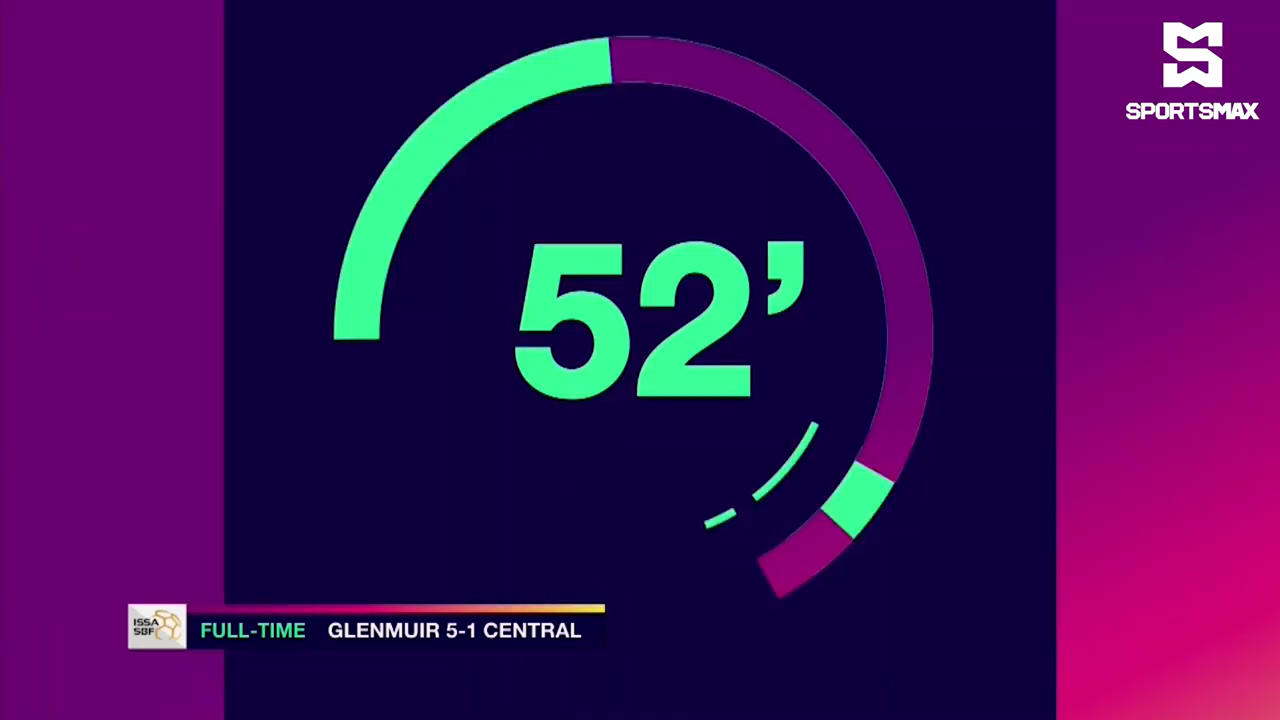 SPORTSMAX
52’
ISSA
SBF
FULL-TIME GLENMUIR 5-1 CENTRAL